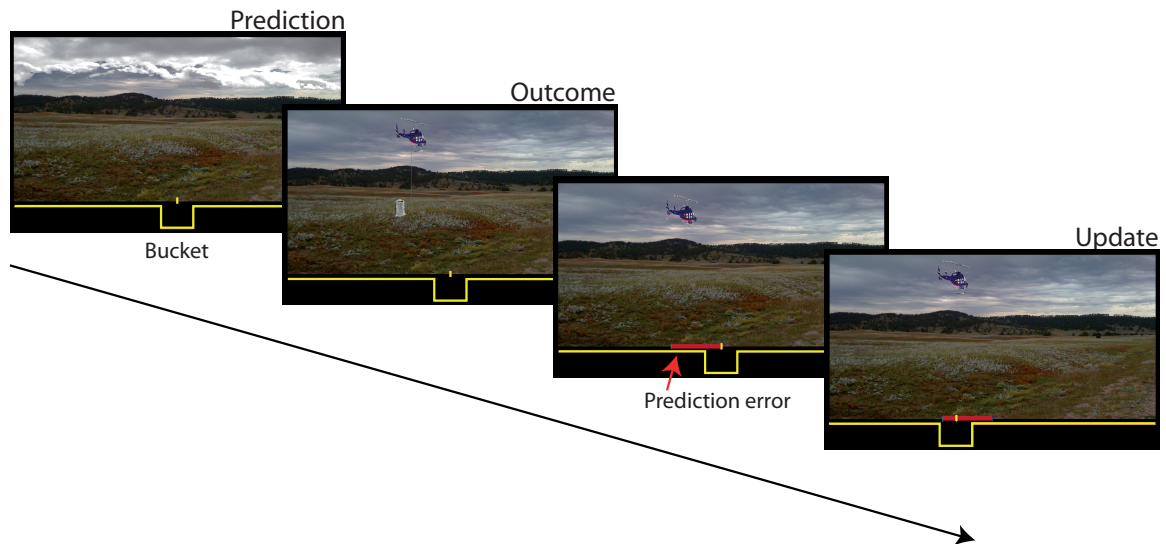 Prediction
Outcome
Bucket
Update
Prediction error